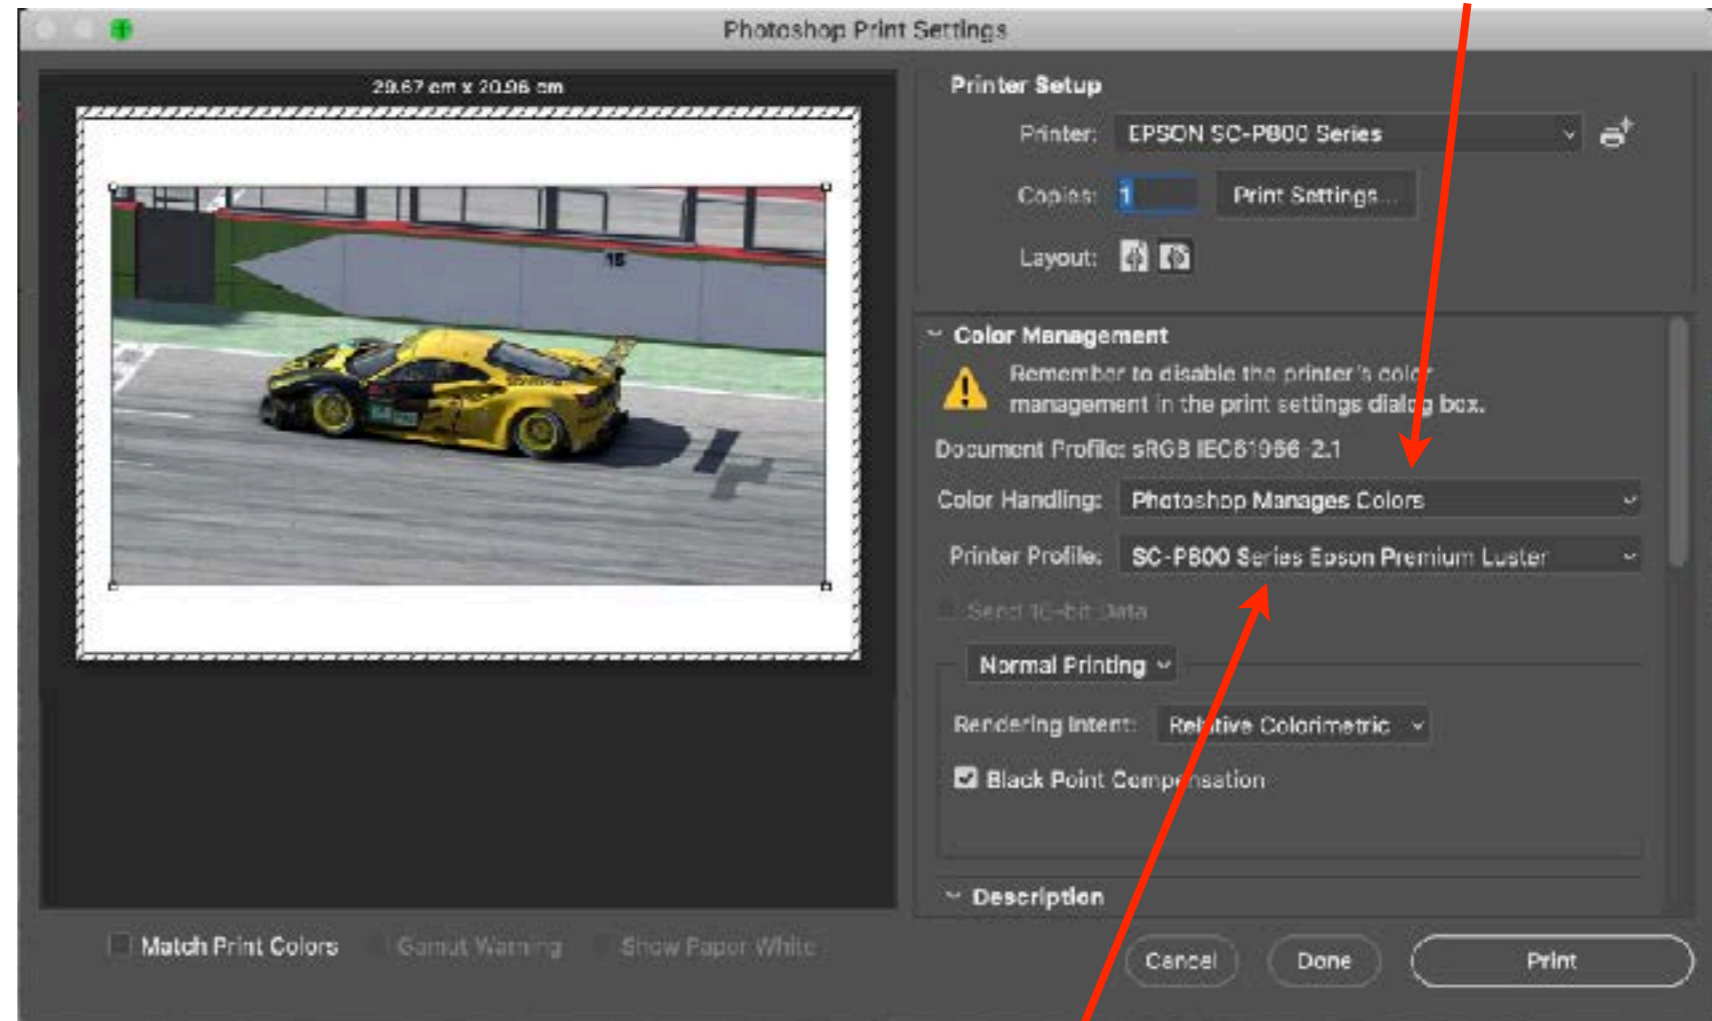 Photoshop Print Settings
29.67 cm x 20.96 cm
15
Printer Setup
Printer: EPSON SC-P800 Series
Copies: 1 Print Settings...
Layout:
Color Management
Remember to disable the printer's color
management in the print settings dialog box.
Document Profile: sRGB IEC61966-2.1
Color Handling: Photoshop Manages Colors
Printer Profile: SC-P800 Series Epson Premium Luster
Send 16-bit Data
Normal Printing
Rendering Intent: Relative Colorimetric
Black Point Compensation
Description
Match Print Colors Gamut Warning Show Paper White
Cancel Done Print